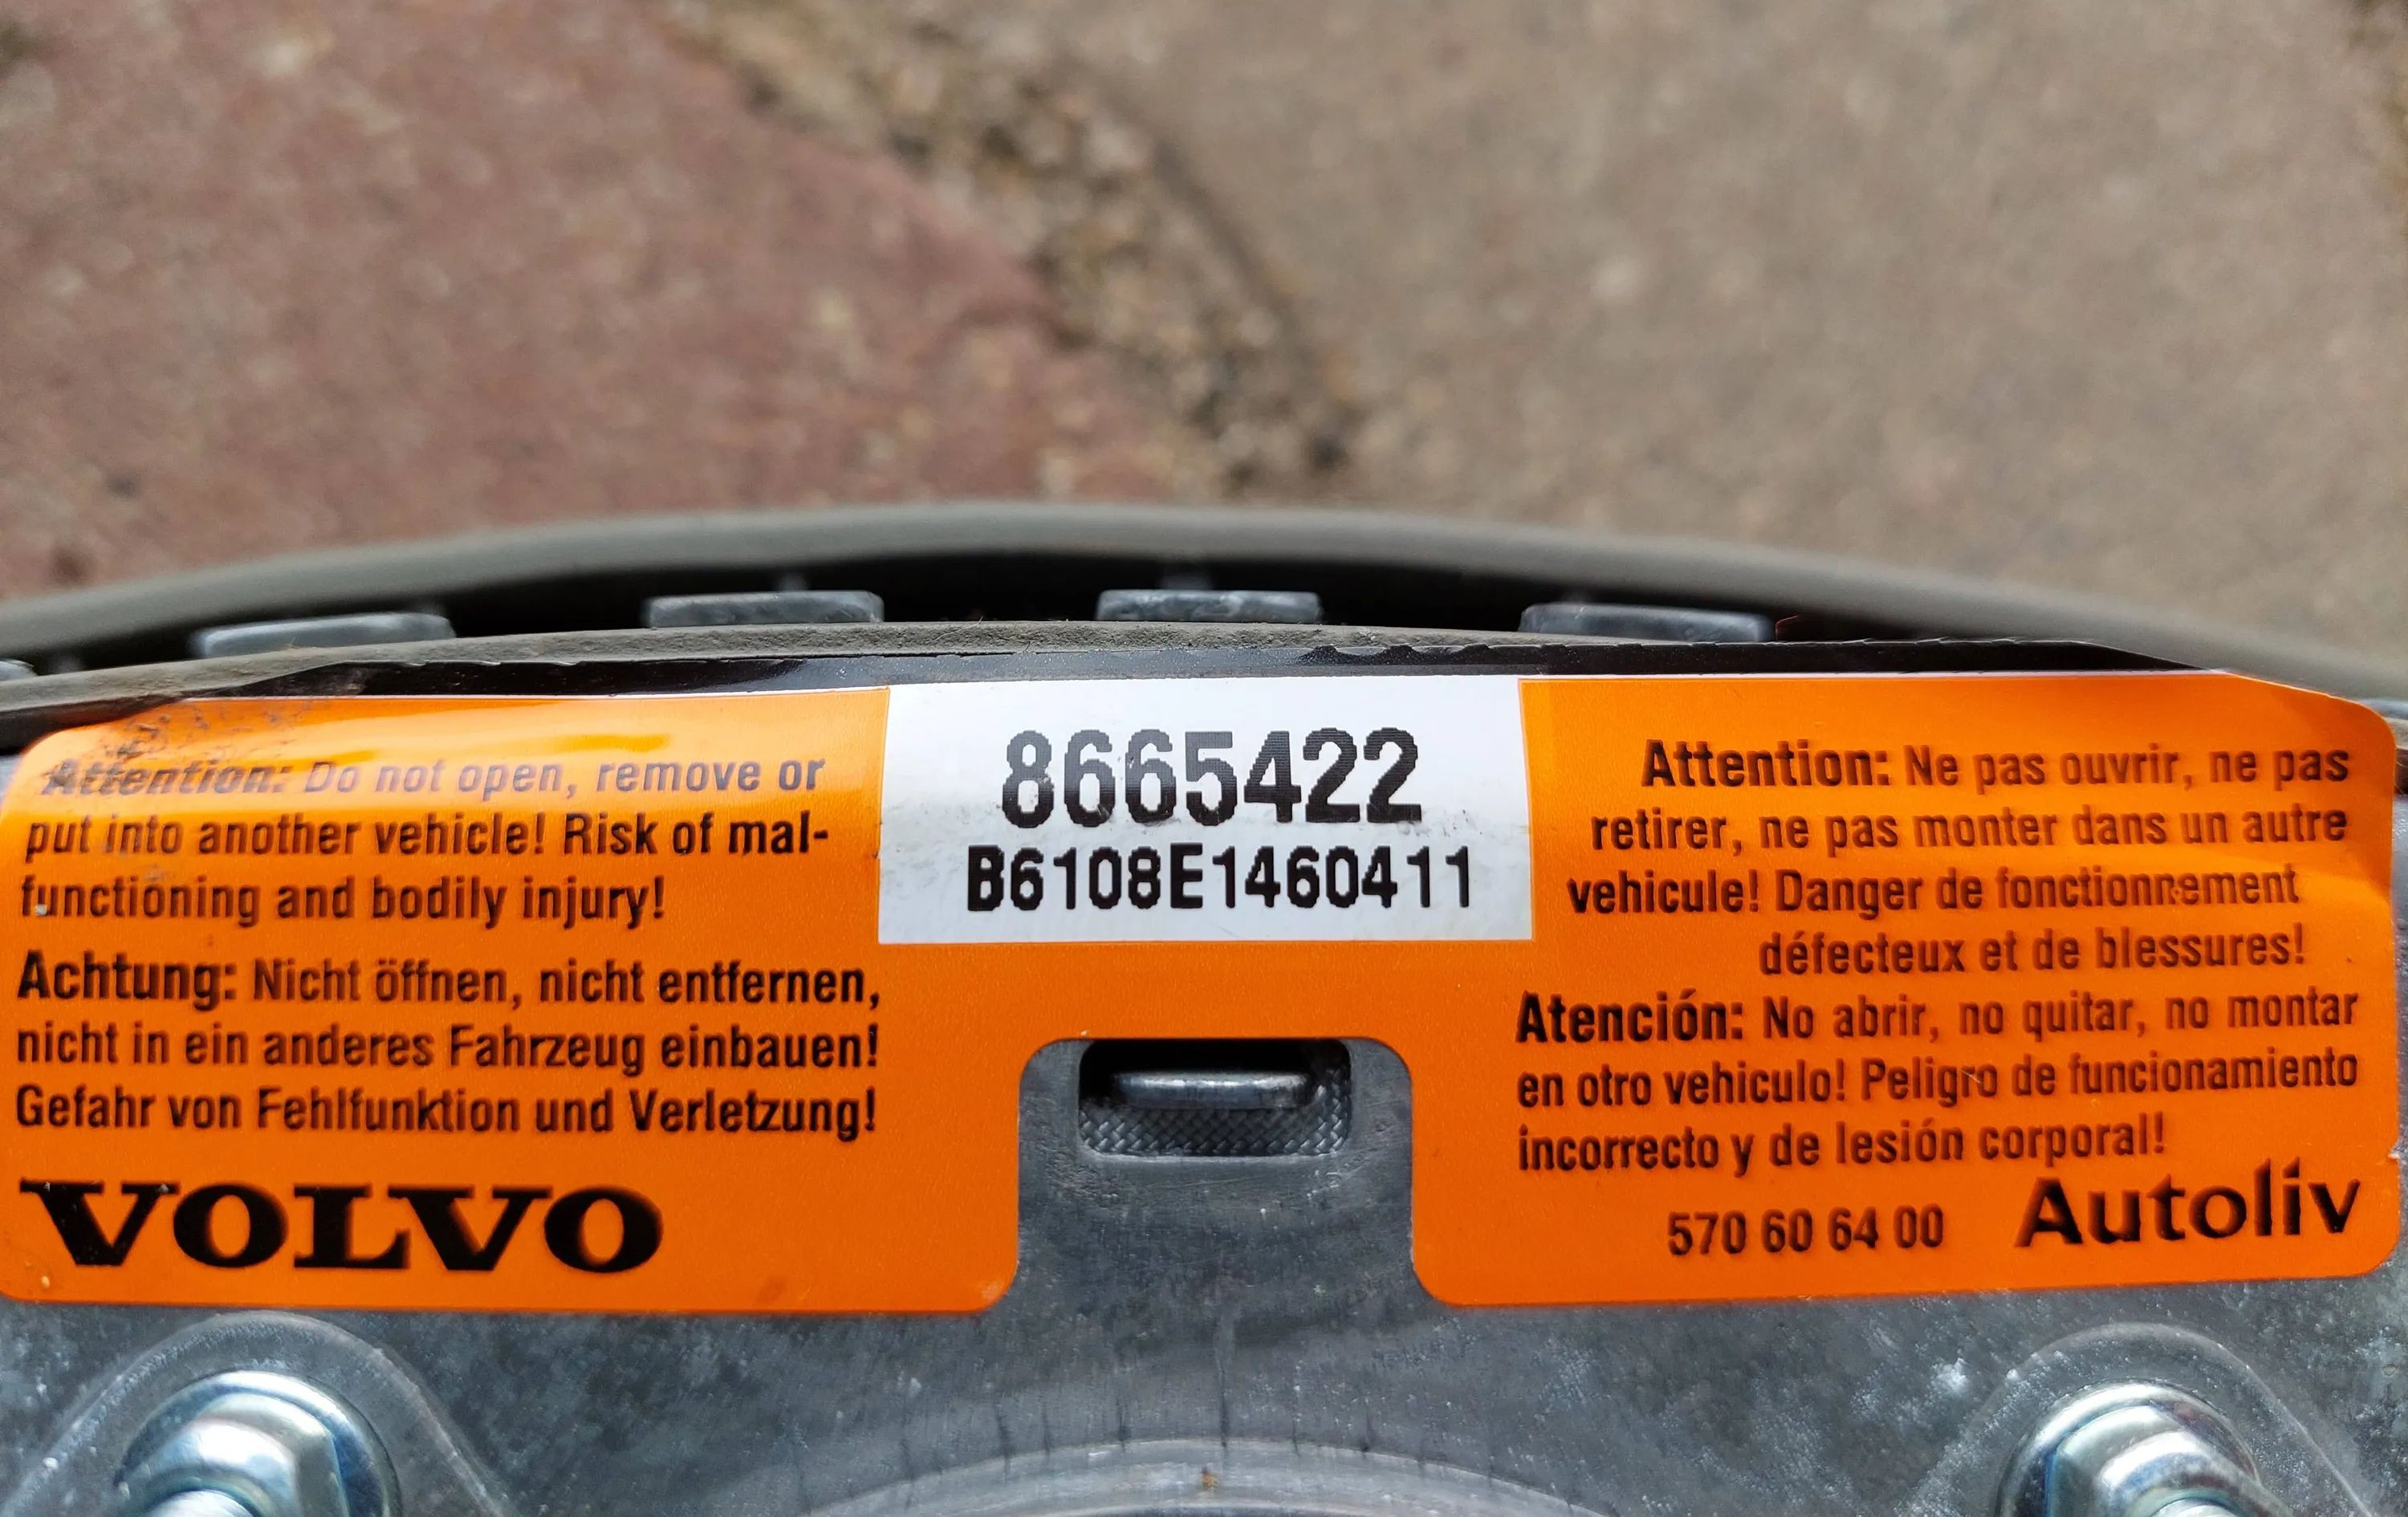 Attention: Do not open, remove or
put into another vehicle! Risk of mal-
functioning and bodily injury!
Achtung: Nicht öffnen, nicht entfernen,
nicht in ein anderes Fahrzeug einbauen!
Gefahr von Fehlfunktion und Verletzung!
VOLVO
8665422
B6108E1460411
Attention: Ne pas ouvrir, ne pas
retirer, ne pas monter dans un autre
vehicule! Danger de fonctionnement
défecteux et de blessures!
Atención: No abrir, no quitar, no montar
en otro vehiculo! Peligro de funcionamiento
incorrecto y de lesión corporal!
570 60 64 00 Autoliv